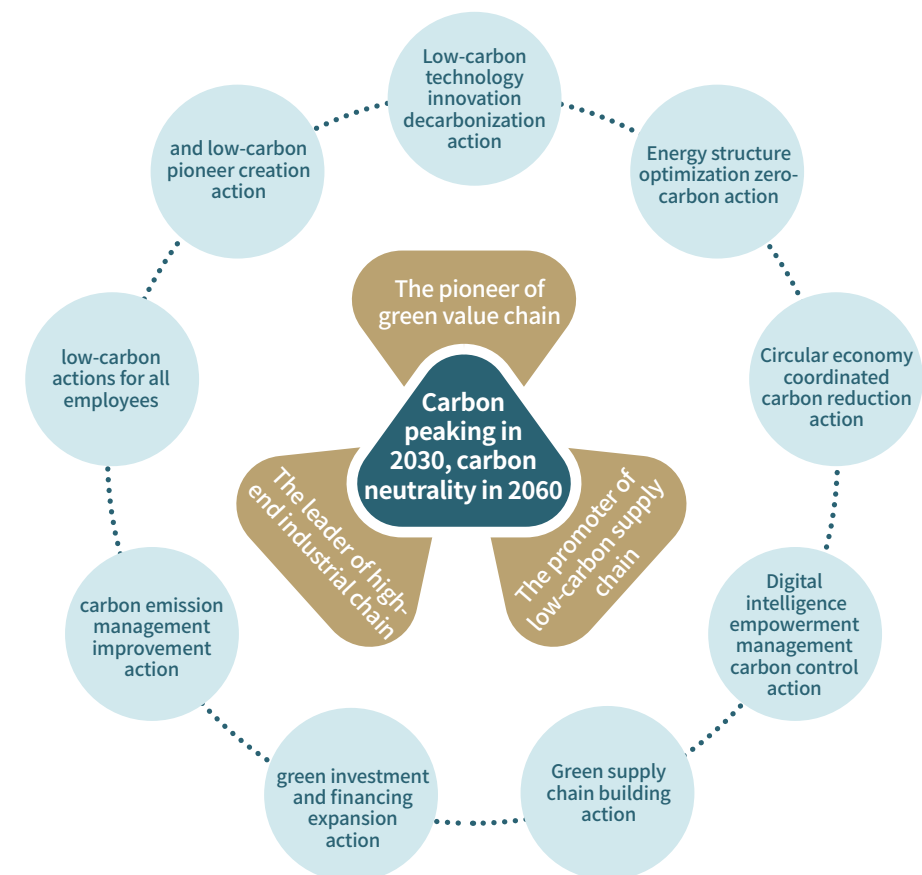 Low-carbon
technology
innovation
decarbonization
action
Energy structure
optimization zero-
carbon action
Circular economy
coordinated
carbon reduction
action
Digital
intelligence
empowerment
management
carbon control
action
Green supply
chain building
action
green investment
and financing
expansion
action
carbon emission
management
improvement
action
low-carbon
actions for all
employees
and low-carbon
pioneer creation
action
The pioneer of
green value chain
Carbon
peaking in
2030, carbon
neutrality in 2060
The leader of high-
end industrial chain
The promoter of
low-carbon supply
chain